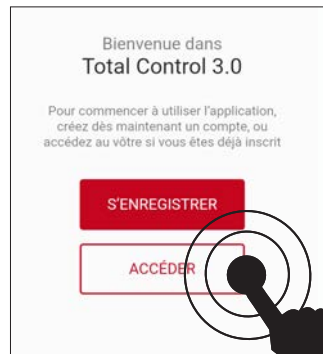 Bienvenue dans
Total Control 3.0
Pour commencer à utiliser l'application,
créez dès maintenant un compte, ou
accédez au vôtre si vous êtes déjà inscrit
S'ENREGISTRER
ACCÉDER